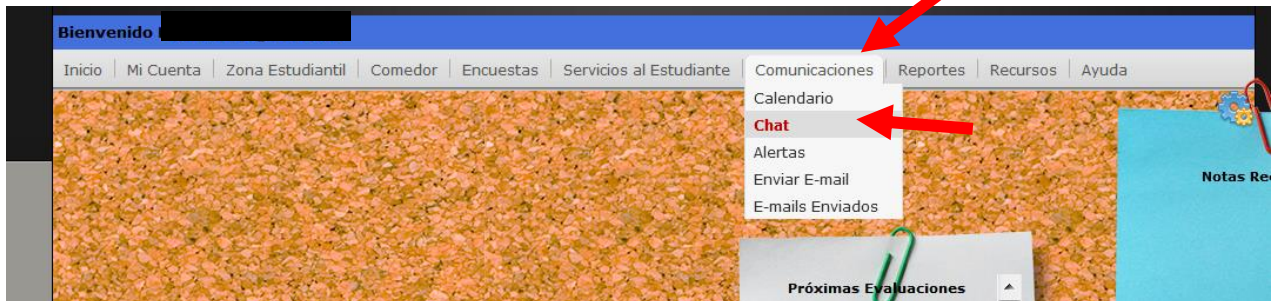 Bienvenido
Inicio Mi Cuenta Zona Estudiantil Comedor Encuestas Servicios al Estudiante Comunicaciones Reportes Recursos Ayuda
Calendario
Chat
Alertas
Enviar E-mail
E-mails Enviados
Notas
Próximas Evaluaciones